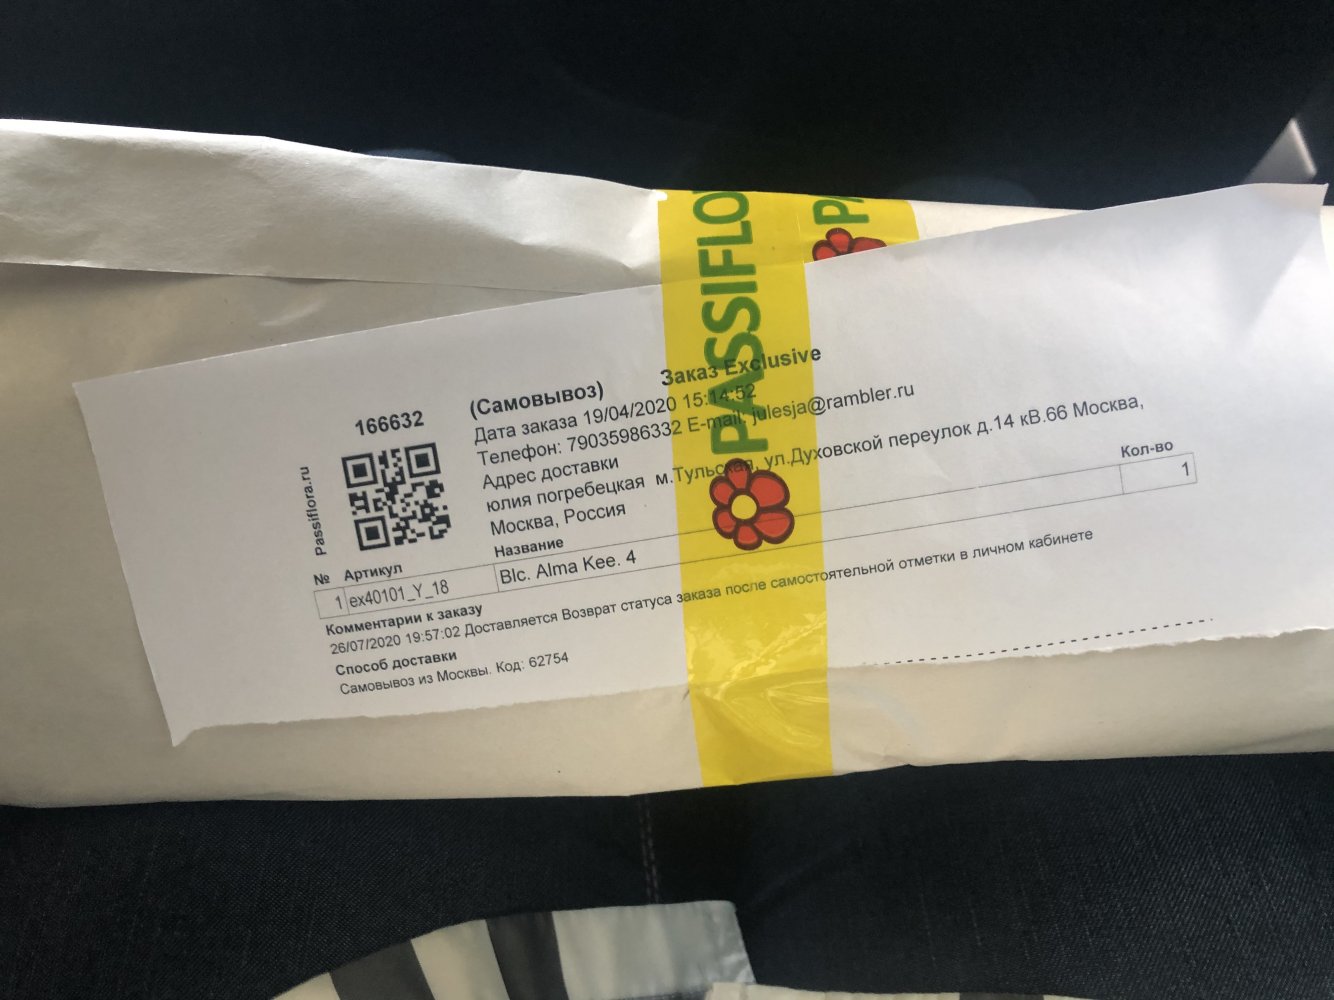 PASSIFLO
PA
166632
(Самовывоз)
Заказ Exclusive
Дата заказа 19/04/2020 15:14:52
Телефон: 79035986332 E-mail: julesja@rambler.ru
Адрес доставки
юлия погребецкая м.Тульская, ул.Духовской переулок д.14 кВ.66 Москва,
Москва, Россия
Passiflora.ru
№ Артикул Название Кол-во
1 ex40101_Y_18 Blc. Alma Kee. 4 1
Комментарии к заказу
26/07/2020 19:57:02 Доставляется Возврат статуса заказа после самостоятельной отметки в личном кабинете
Способ доставки
Самовывоз из Москвы. Код: 62754